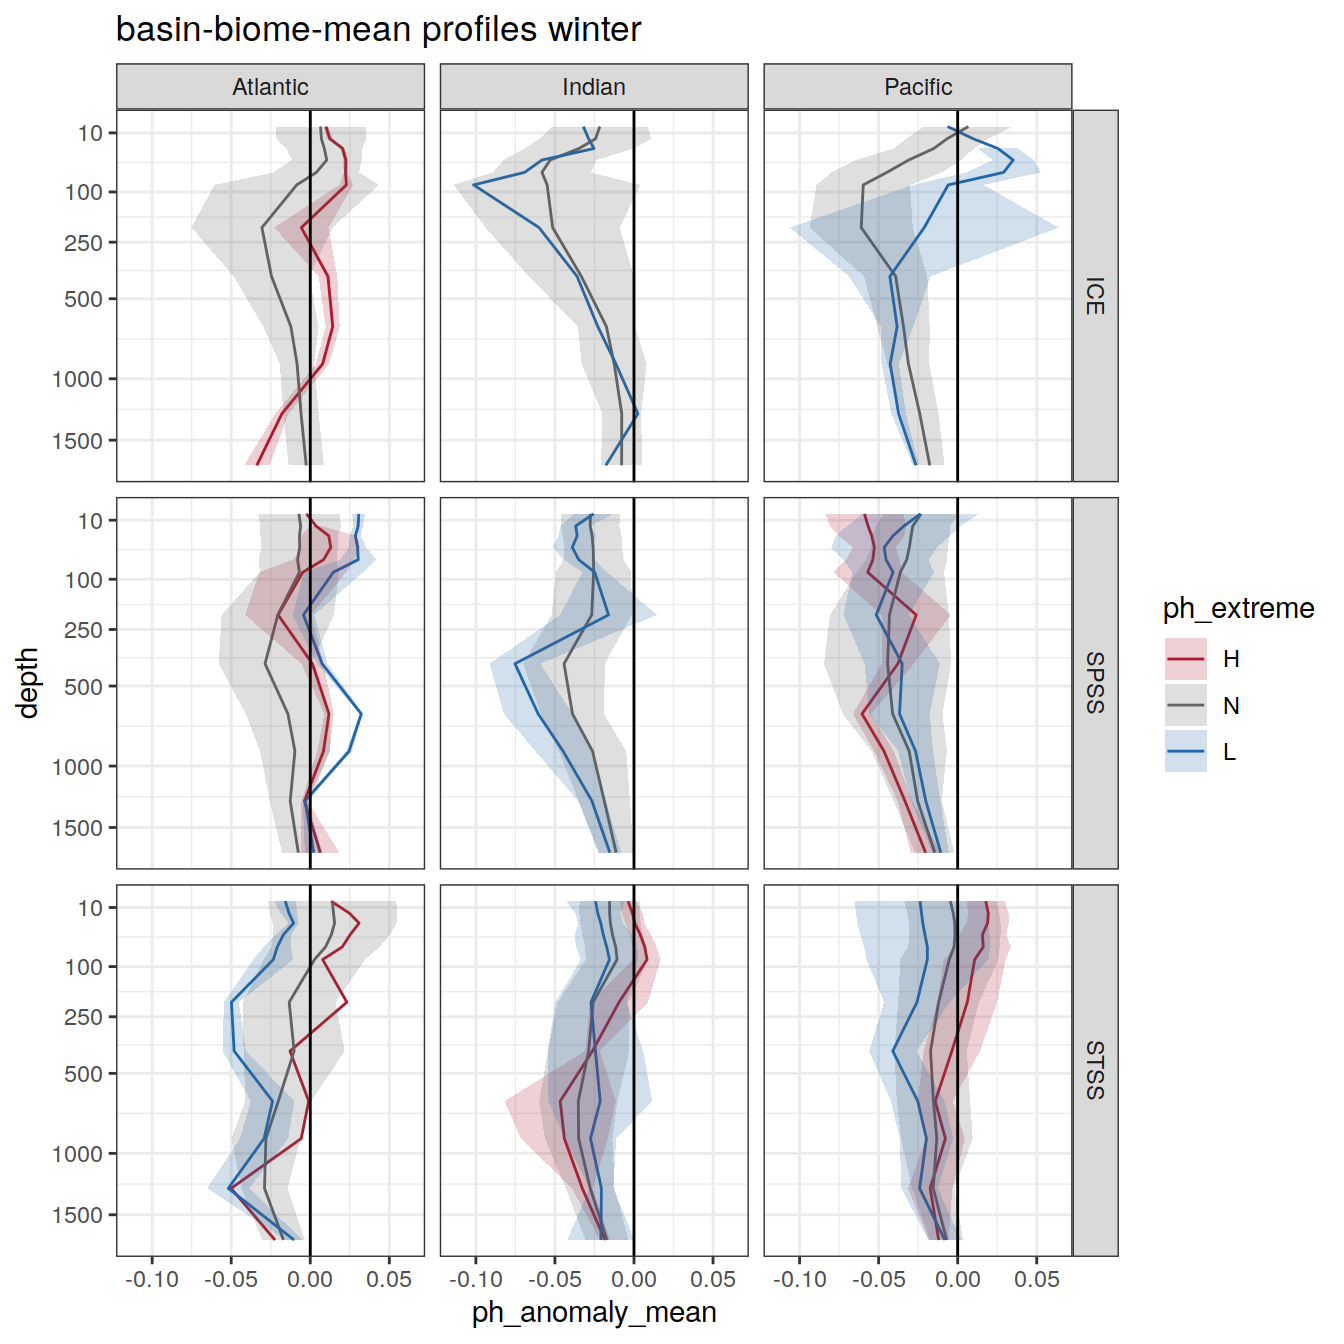 basin-biome-mean profiles winter
Atlantic
Indian
Pacific
10
100
250
500
1000
1500
ICE
10
100
250
500
1000
1500
SPSS
10
100
250
500
1000
1500
STSS
depth
-0.10 -0.05 0.00 0.05
-0.10 -0.05 0.00 0.05
-0.10 -0.05 0.00 0.05
ph_anomaly_mean
ph_extreme
H
N
L